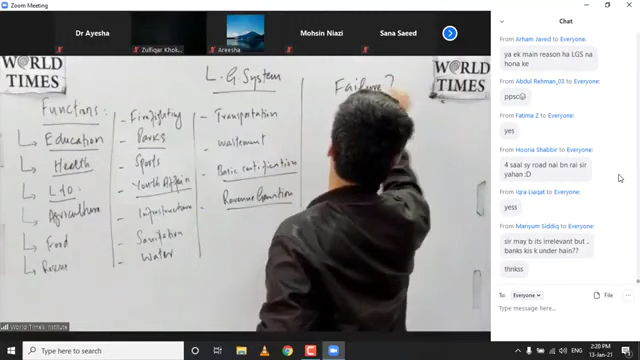 Zoom Meeting
Dr Ayesha
Zulfiqar Khok...
Areesha
Mohsin Niazi
Sana Saeed
WORLD
TIMES
L.G. System
Failure?
WORLD
TIMES
Functions:
Education
Health
L to.
Agriculture
Food
Firefighting
Parks
Sports
Youth Affairs
Infrastructure
Sanitation
Water
Transportation
Basic certification
World Times Institute
Chat
From Arham Javed to Everyone:
ya ek main reason ha LGS na
hona ke
From Abdul Rehman_03 to Everyone:
ppsc😊
From Fatima Z to Everyone:
yes
From Hooria Shabbir to Everyone:
4 saal sy road nai bn rai sir
yahan :D
From Iqra Liaqat to Everyone:
yess
From Mariyum Siddiq to Everyone:
sir may b its irrelevant but ..
banks kis k under hain??
thnkss
To: Everyone
File
Type message here...
Type here to search
2:20 PM
13-Jan-21